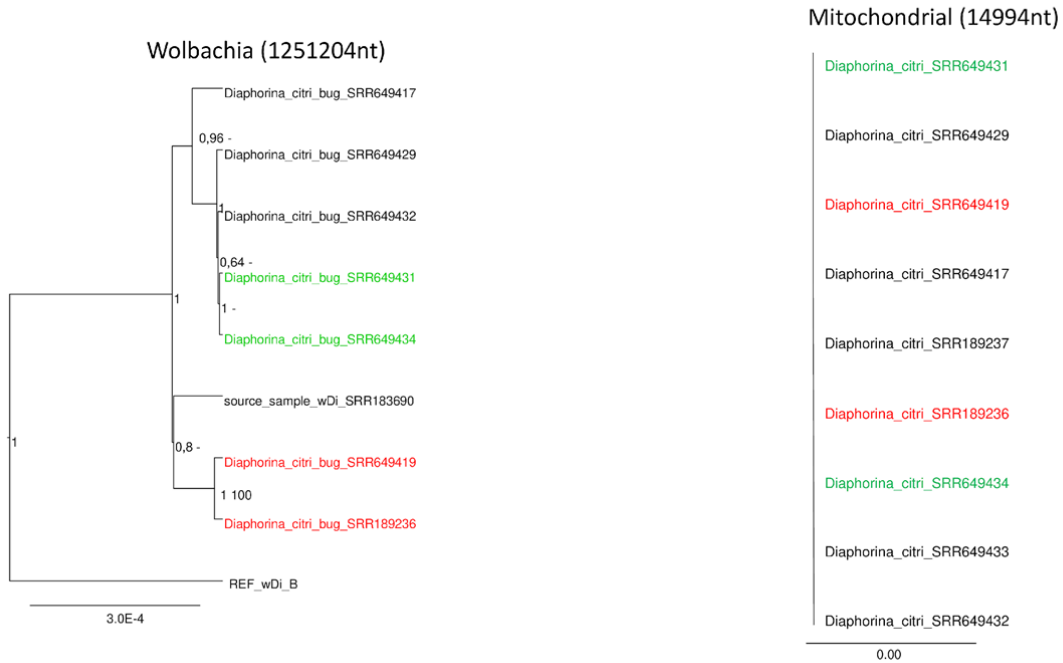 Wolbachia (1251204nt)
Diaphorina_citri_bug_SRR649417
0,96 -
Diaphorina_citri_bug_SRR649429
1
Diaphorina_citri_bug_SRR649432
0,64 -
Diaphorina_citri_bug_SRR649431
1
1 -
Diaphorina_citri_bug_SRR649434
source_sample_wDi_SRR183690
1
0,8 -
Diaphorina_citri_bug_SRR649419
1 100
Diaphorina_citri_bug_SRR189236
REF_wDi_B
3.0E-4
Mitochondrial (14994nt)
Diaphorina_citri_SRR649431
Diaphorina_citri_SRR649429
Diaphorina_citri_SRR649419
Diaphorina_citri_SRR649417
Diaphorina_citri_SRR189237
Diaphorina_citri_SRR189236
Diaphorina_citri_SRR649434
Diaphorina_citri_SRR649433
Diaphorina_citri_SRR649432
0.00